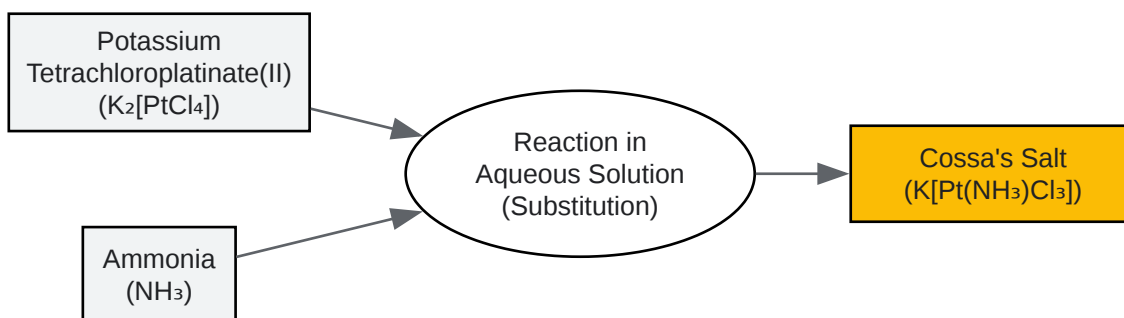 Potassium
Tetrachloroplatinate(II)
(K₂[PtCl₄])
Reaction in
Aqueous Solution
(Substitution)
Cossa's Salt
(K[Pt(NH₃)Cl₃])
Ammonia
(NH₃)